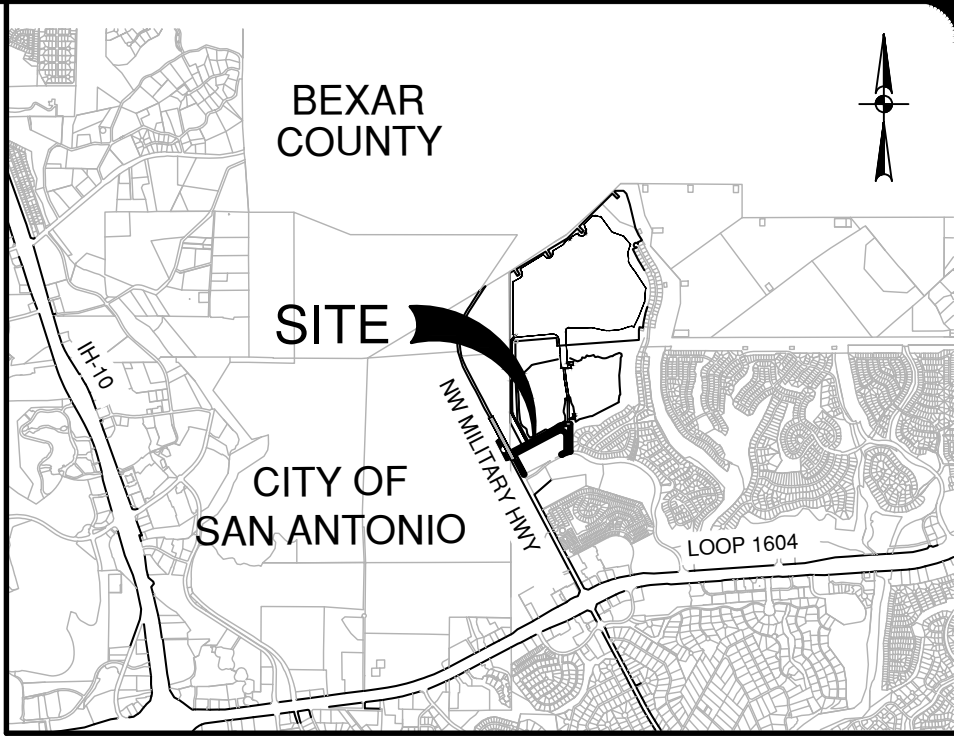 BEXAR
COUNTY
SITE
IH-10
NW MILITARY HWY
CITY OF
SAN ANTONIO
LOOP 1604